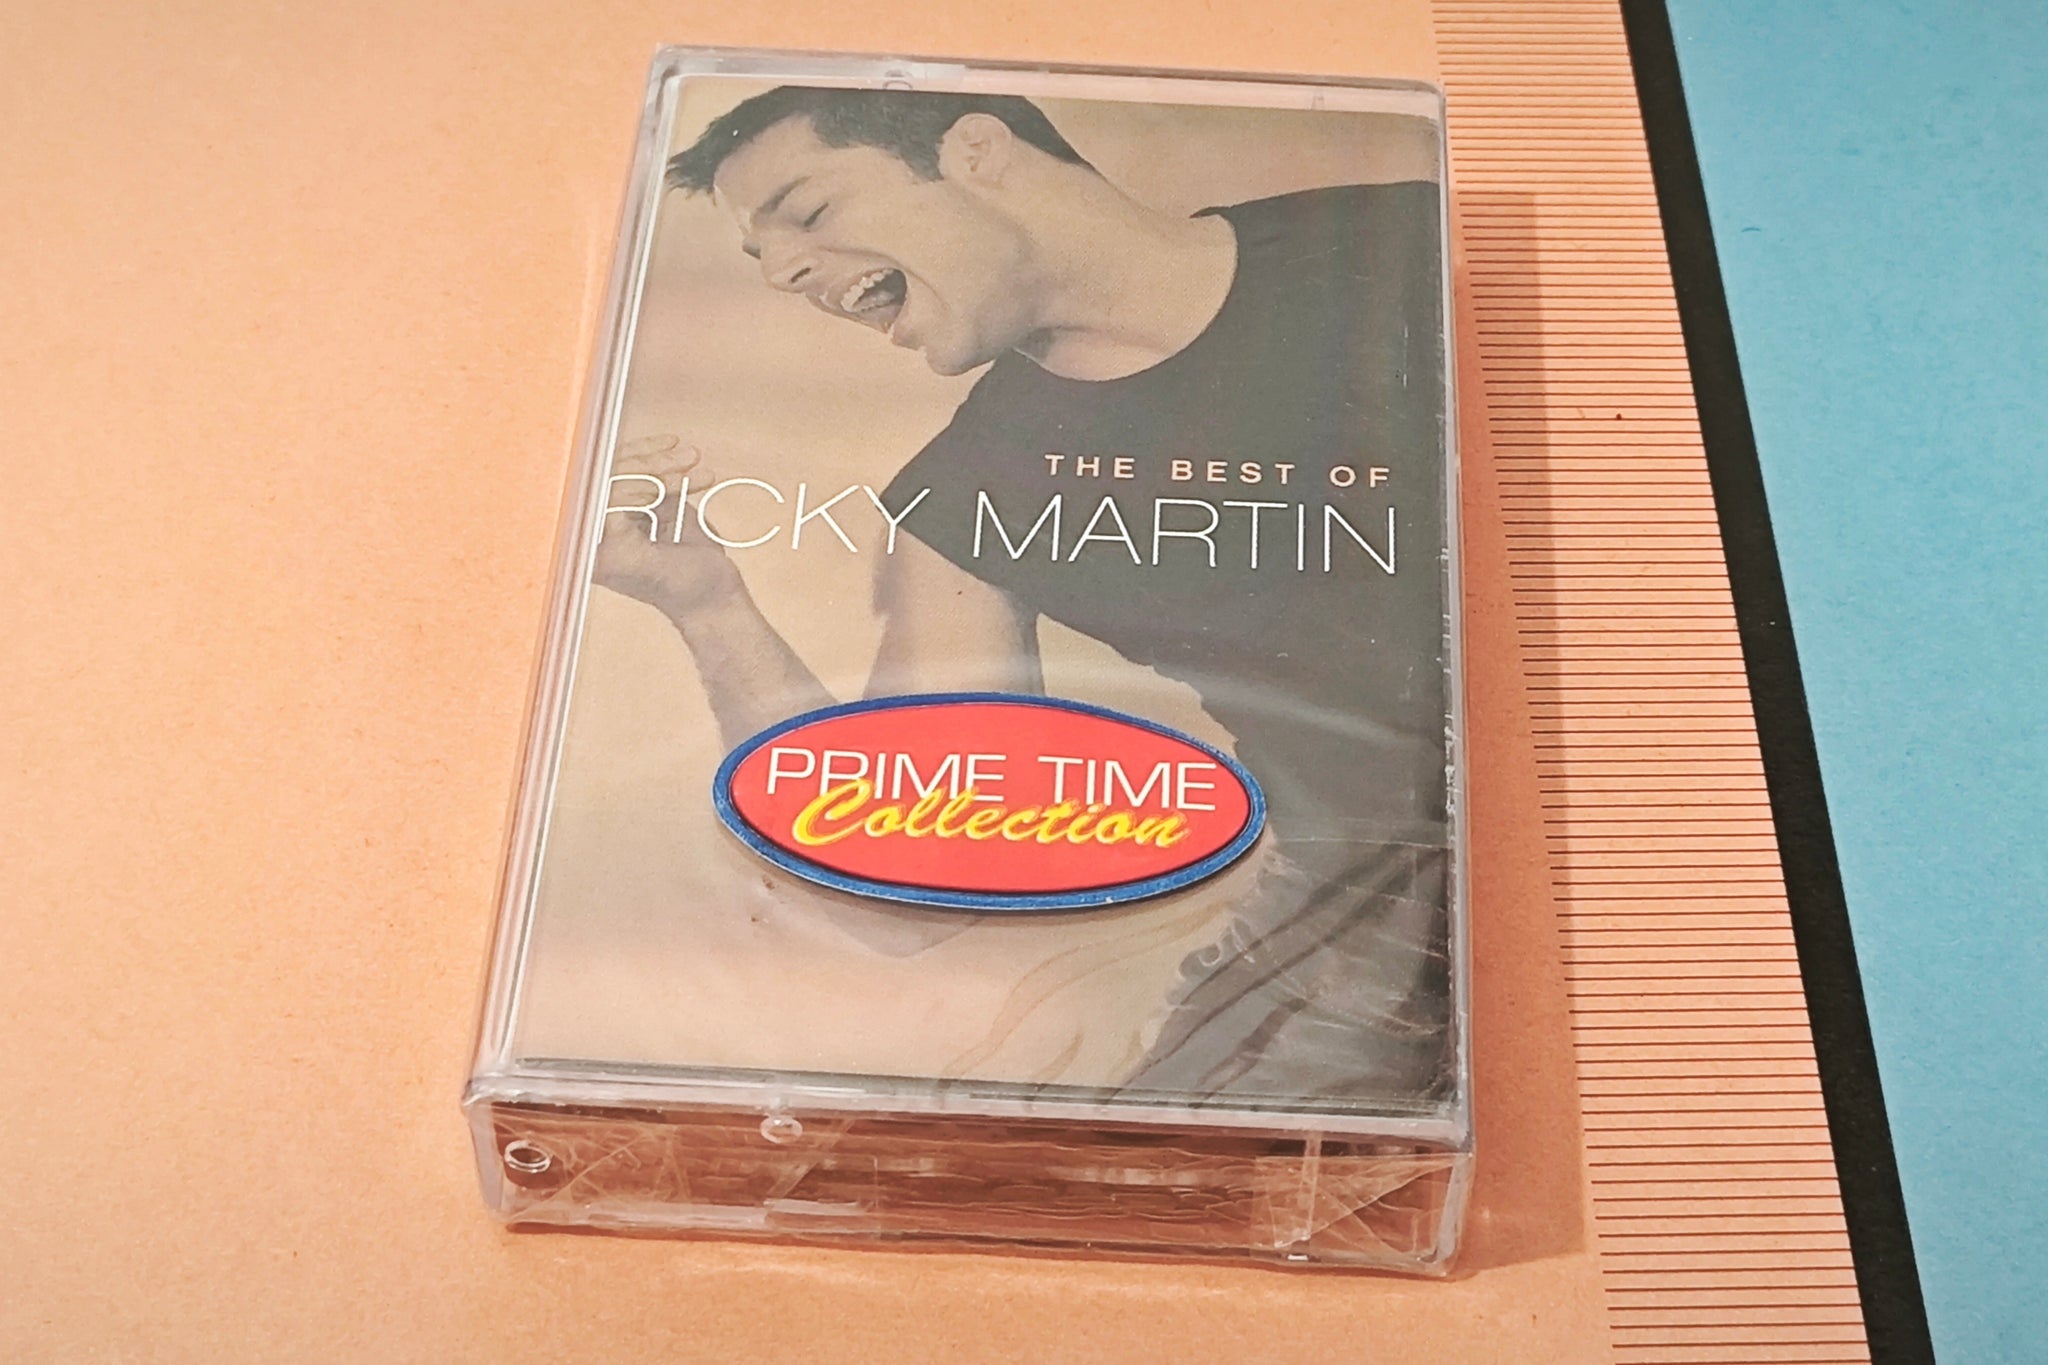 THE BEST OF
RICKY MARTIN
PRIME TIME
Collection